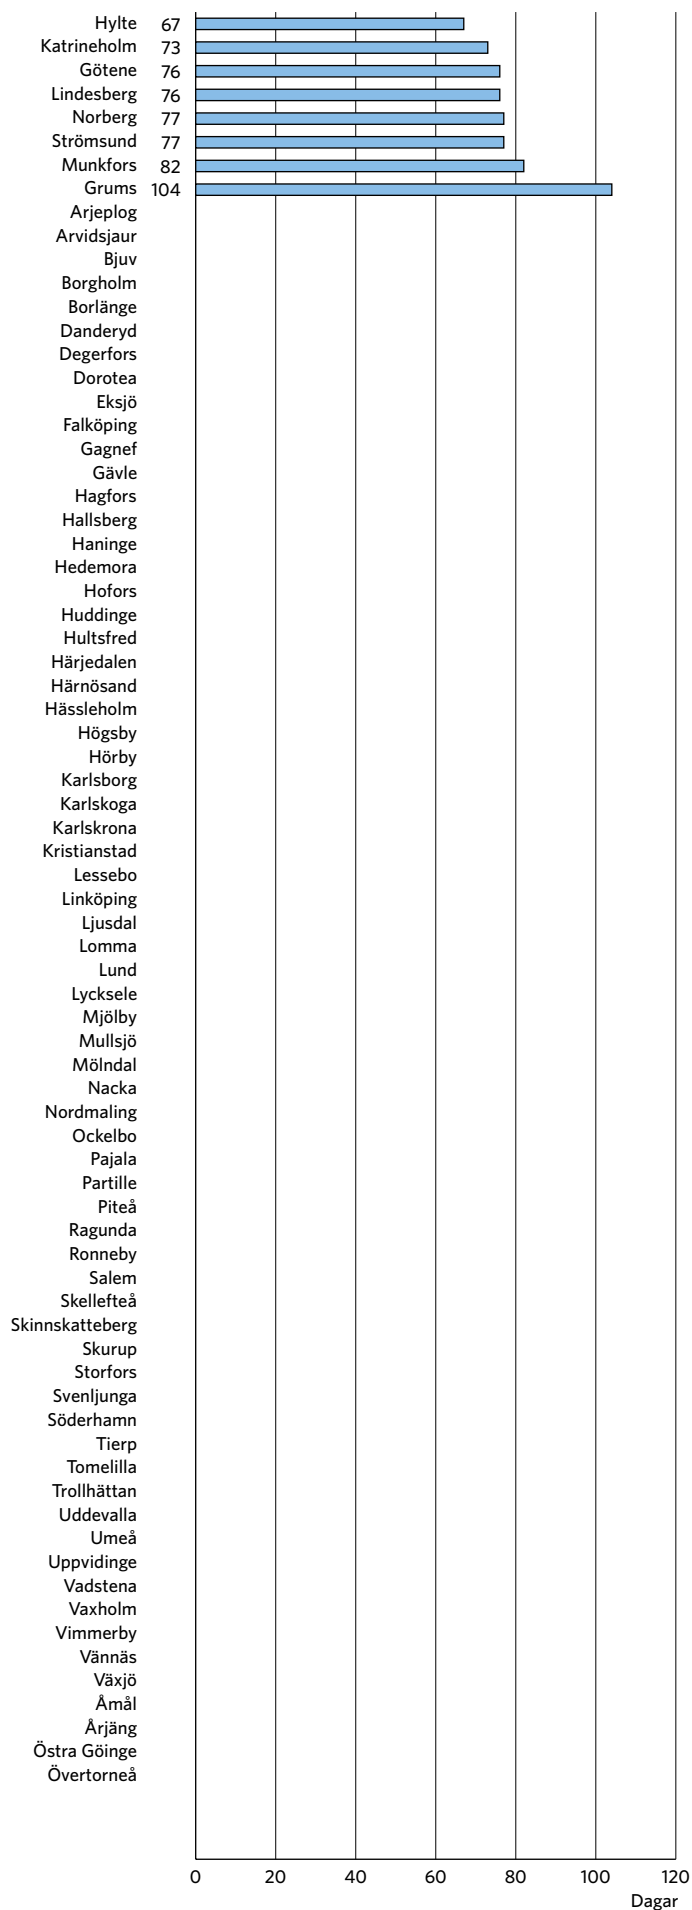 Hylte 67
Katrineholm 73
Götene 76
Lindesberg 76
Norberg 77
Strömsund 77
Munkfors 82
Grums 104
Arjeplog
Arvidsjaur
Bjuv
Borgholm
Borlänge
Danderyd
Degerfors
Dorotea
Eksjö
Falköping
Gagnef
Gävle
Hagfors
Hallsberg
Haninge
Hedemora
Hofors
Huddinge
Hultsfred
Härjedalen
Härnösand
Hässleholm
Högsby
Hörby
Karlsborg
Karlskoga
Karlskrona
Kristianstad
Lessebo
Linköping
Ljusdal
Lomma
Lund
Lycksele
Mjölby
Mullsjö
Mölndal
Nacka
Nordmaling
Ockelbo
Pajala
Partille
Piteå
Ragunda
Ronneby
Salem
Skellefteå
Skinnskatteberg
Skurup
Storfors
Svenljunga
Söderhamn
Tierp
Tomelilla
Trollhättan
Uddevalla
Umeå
Uppvidinge
Vadstena
Vaxholm
Vimmerby
Vännäs
Växjö
Åmål
Årjäng
Östra Göinge
Övertorneå
0 20 40 60 80 100 120
Dagar